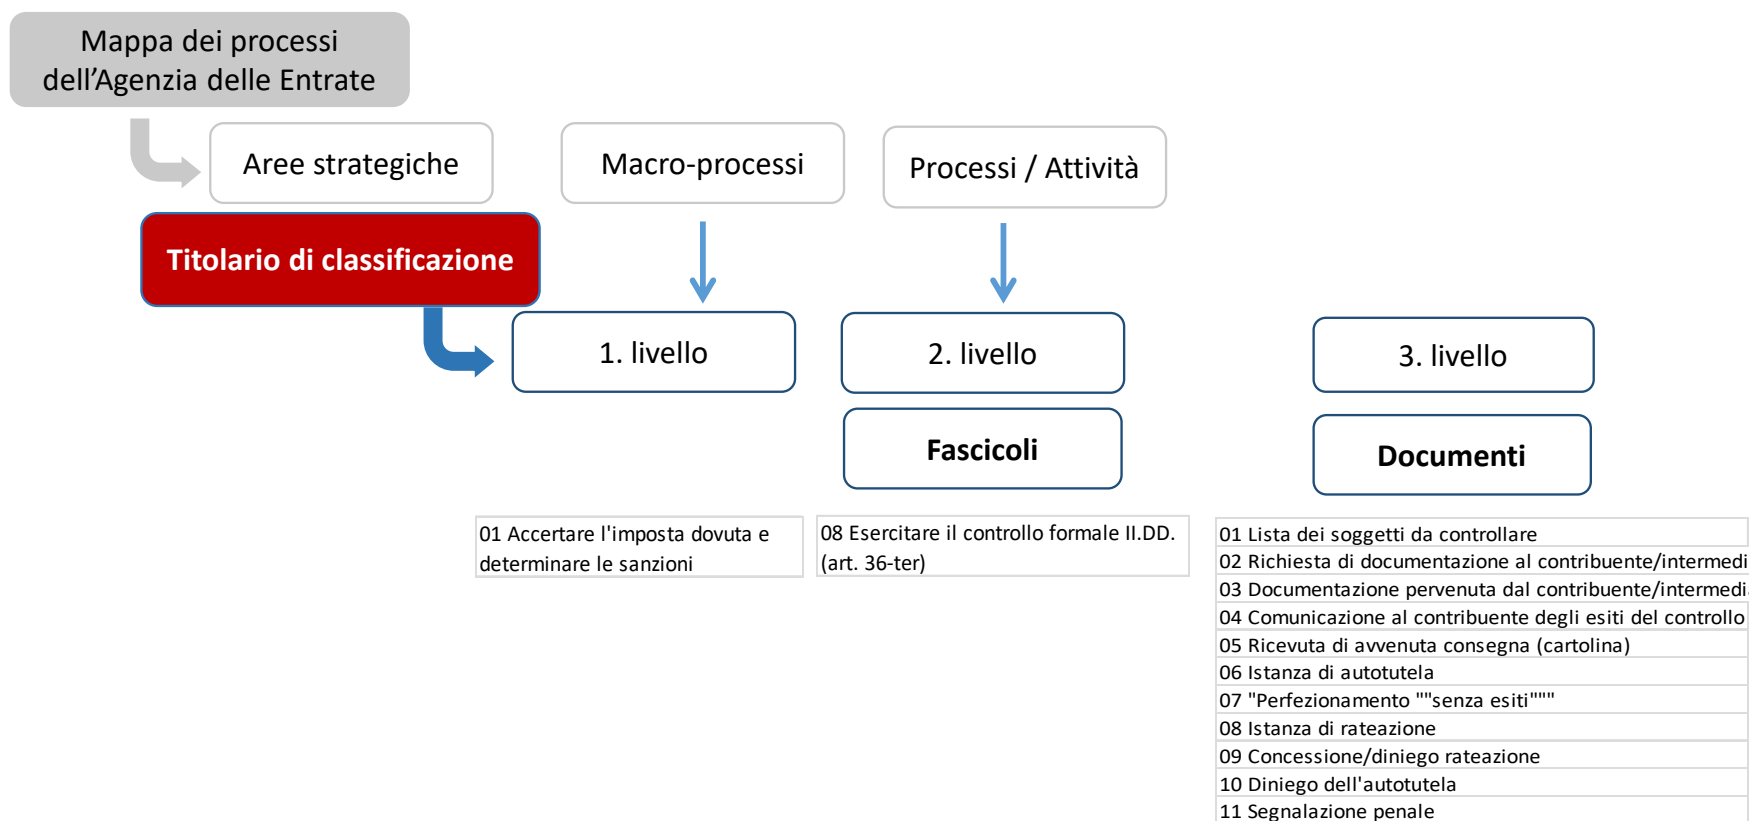 Mappa dei processi
dell'Agenzia delle Entrate
Aree strategiche
Macro-processi
Processi / Attività
Titolario di classificazione
1. livello
2. livello
3. livello
Fascicoli
Documenti
01 Accertare l'imposta dovuta e
determinare le sanzioni
08 Esercitare il controllo formale II.DD.
(art. 36-ter)
01 Lista dei soggetti da controllare
02 Richiesta di documentazione al contribuente/intermedi
03 Documentazione pervenuta dal contribuente/intermedi
04 Comunicazione al contribuente degli esiti del controllo
05 Ricevuta di avvenuta consegna (cartolina)
06 Istanza di autotutela
07 "Perfezionamento ""senza esiti"""
08 Istanza di rateazione
09 Concessione/diniego rateazione
10 Diniego dell'autotutela
11 Segnalazione penale